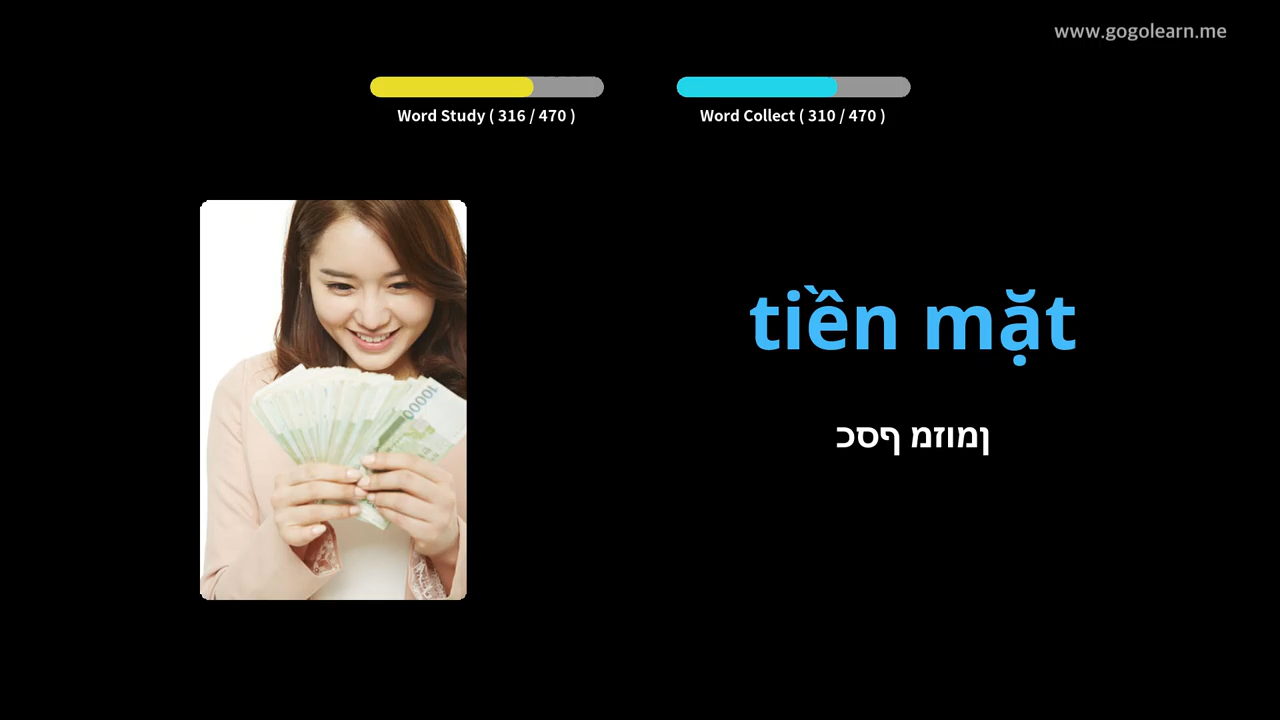 www.gogolearn.me
Word Study ( 316 / 470 )
Word Collect ( 310 / 470 )
tiền mặt
כסף מזומן